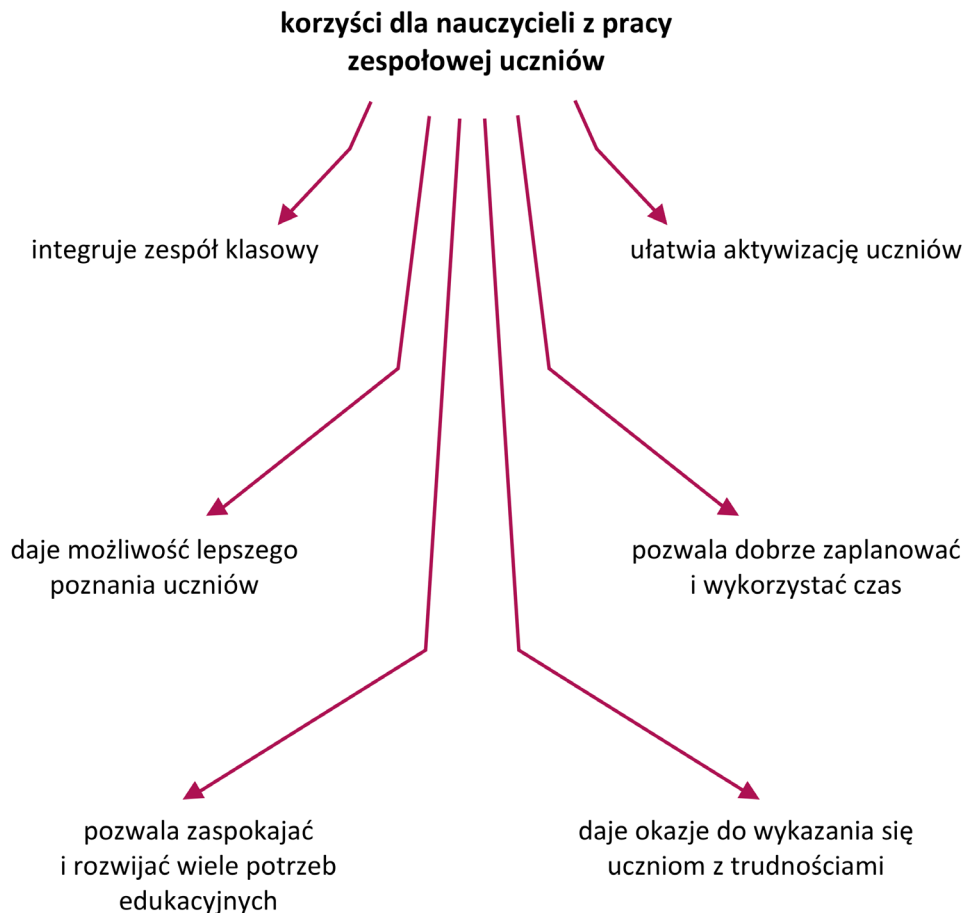 korzyści dla nauczycieli z pracy
zespołowej uczniów
integruje zespół klasowy
ułatwia aktywizację uczniów
daje możliwość lepszego
poznania uczniów
pozwala dobrze zaplanować
i wykorzystać czas
pozwala zaspokajać
i rozwijać wiele potrzeb
edukacyjnych
daje okazje do wykazania się
uczniom z trudnościami